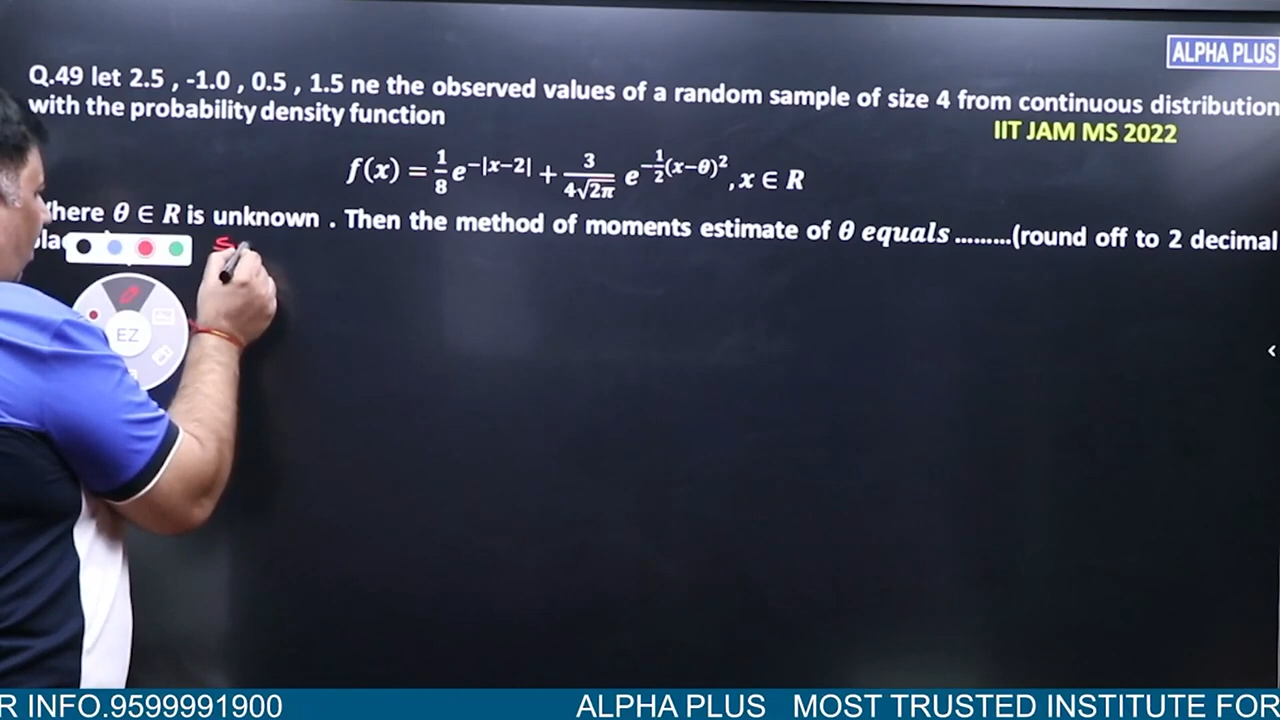 ALPHA PLUS
Q.49 let 2.5 , -1.0 , 0.5 , 1.5 ne the observed values of a random sample of size 4 from continuous distribution
with the probability density function
IIT JAM MS 2022
f(x) = 1/8 e^{-|x-2|} + 3/(4√(2π)) e^{-1/2(x-θ)²} , x ∈ R
θ ∈ R is unknown . Then the method of moments estimate of θ equals .........(round off to 2 decimal
EZ
R INFO.9599991900 ALPHA PLUS MOST TRUSTED INSTITUTE FOR